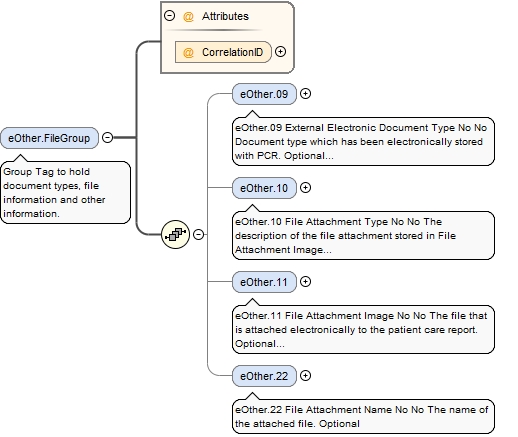 @ Attributes
@ CorrelationID
eOther.FileGroup
Group Tag to hold
document types, file
information and other
information.
eOther.09
eOther.09 External Electronic Document Type No No
Document type which has been electronically stored
with PCR. Optional...
eOther.10
eOther.10 File Attachment Type No No The
description of the file attachment stored in File
Attachment Image...
eOther.11
eOther.11 File Attachment Image No No The file that
is attached electronically to the patient care report.
Optional...
eOther.22
eOther.22 File Attachment Name No No The name of
the attached file. Optional